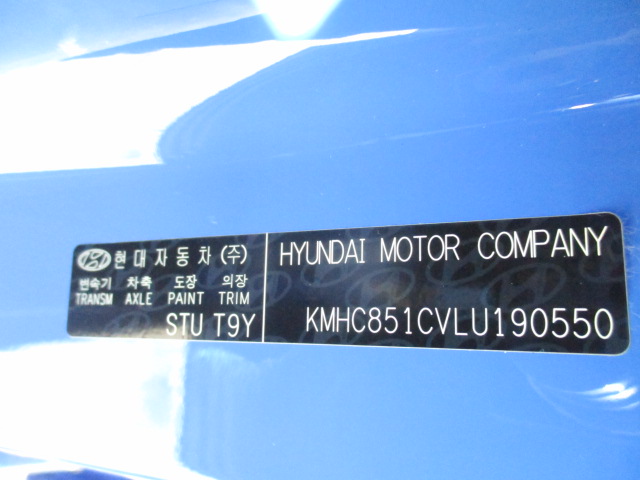 현대자동차(주)
변속기 차축 도장 의장
TRANSM AXLE PAINT TRIM
STU T9Y
HYUNDAI MOTOR COMPANY
KMHC851CVLU190550